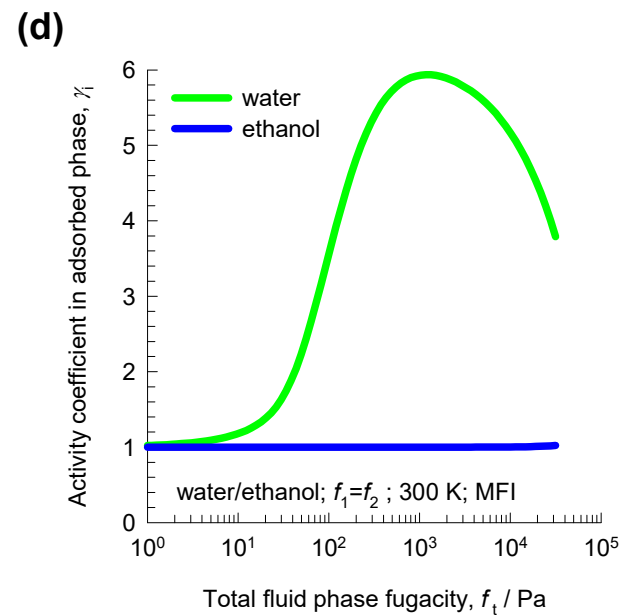 (d)
Activity coefficient in adsorbed phase, γi
6
5
4
3
2
1
0
water
ethanol
water/ethanol; f1=f2 ; 300 K; MFI
10^0 10^1 10^2 10^3 10^4 10^5
Total fluid phase fugacity, ft / Pa